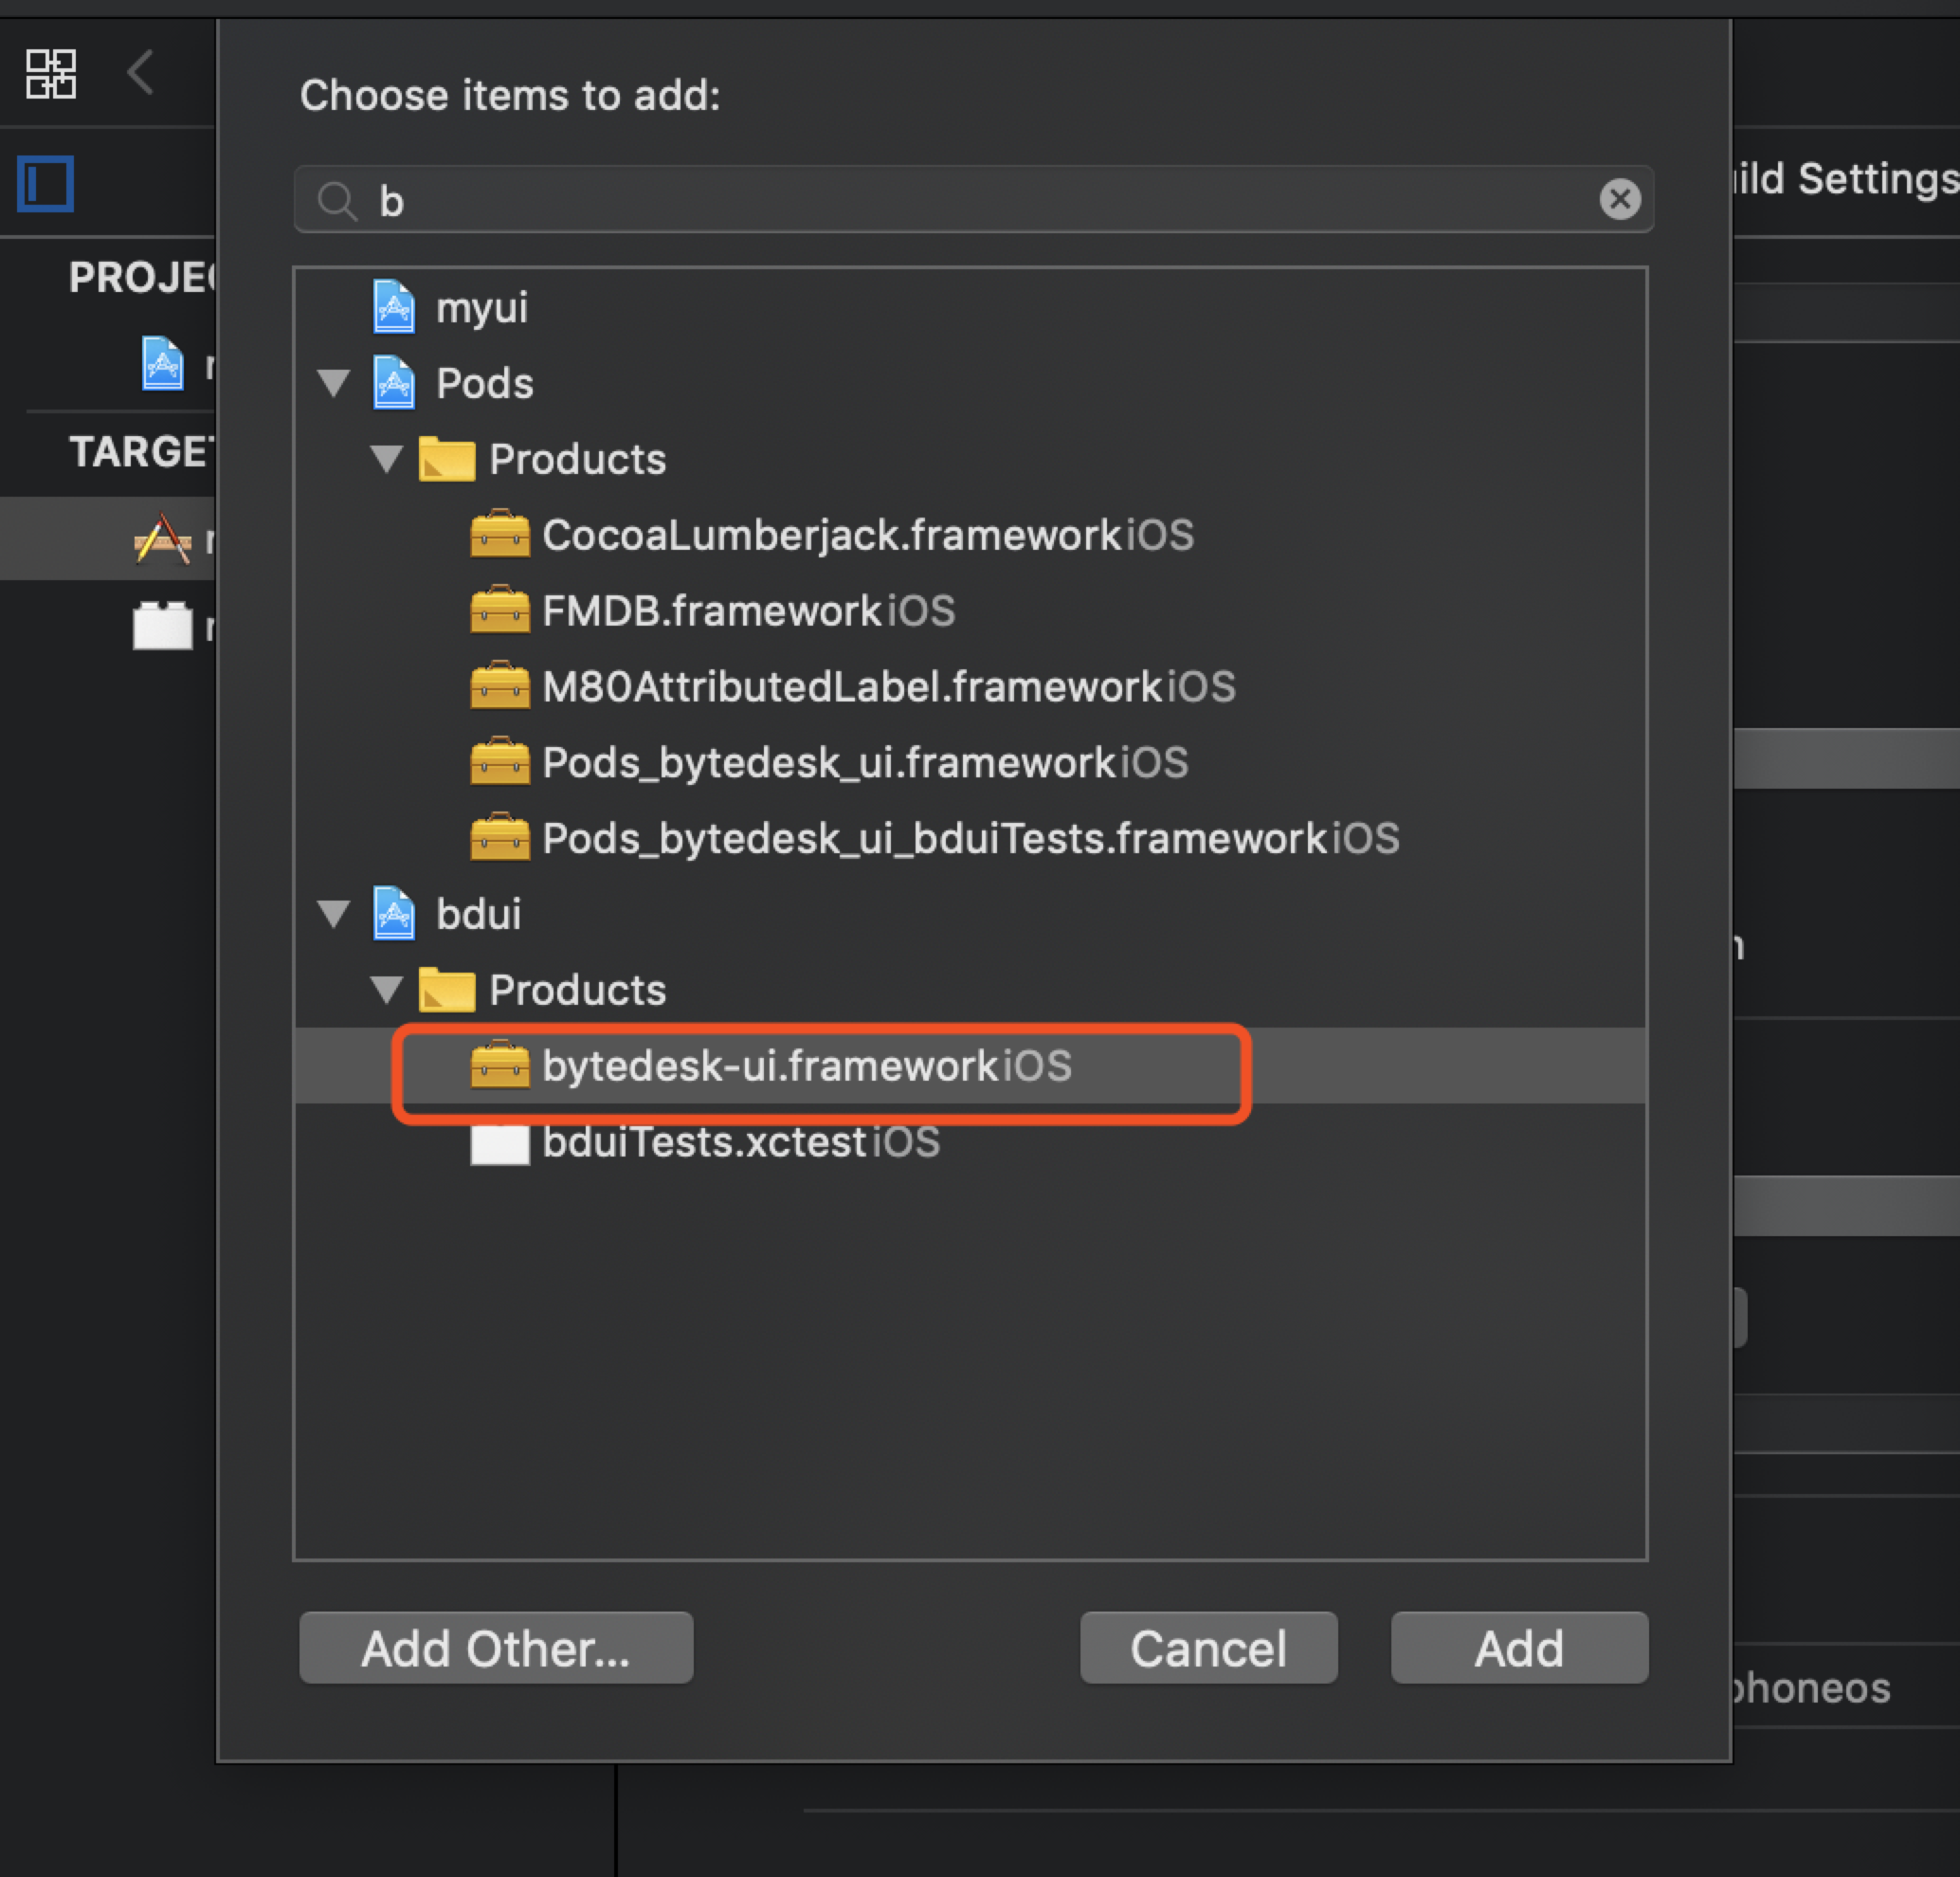 Choose items to add:
b
ild Settings
myui
Pods
Products
CocoaLumberjack.framework iOS
FMDB.framework iOS
M80AttributedLabel.framework iOS
Pods_bytedesk_ui.framework iOS
Pods_bytedesk_ui_bduiTests.framework iOS
bdui
Products
bytedesk-ui.framework iOS
bduiTests.xctest iOS
Add Other...
Cancel
Add
PROJE
TARGE
phoneos